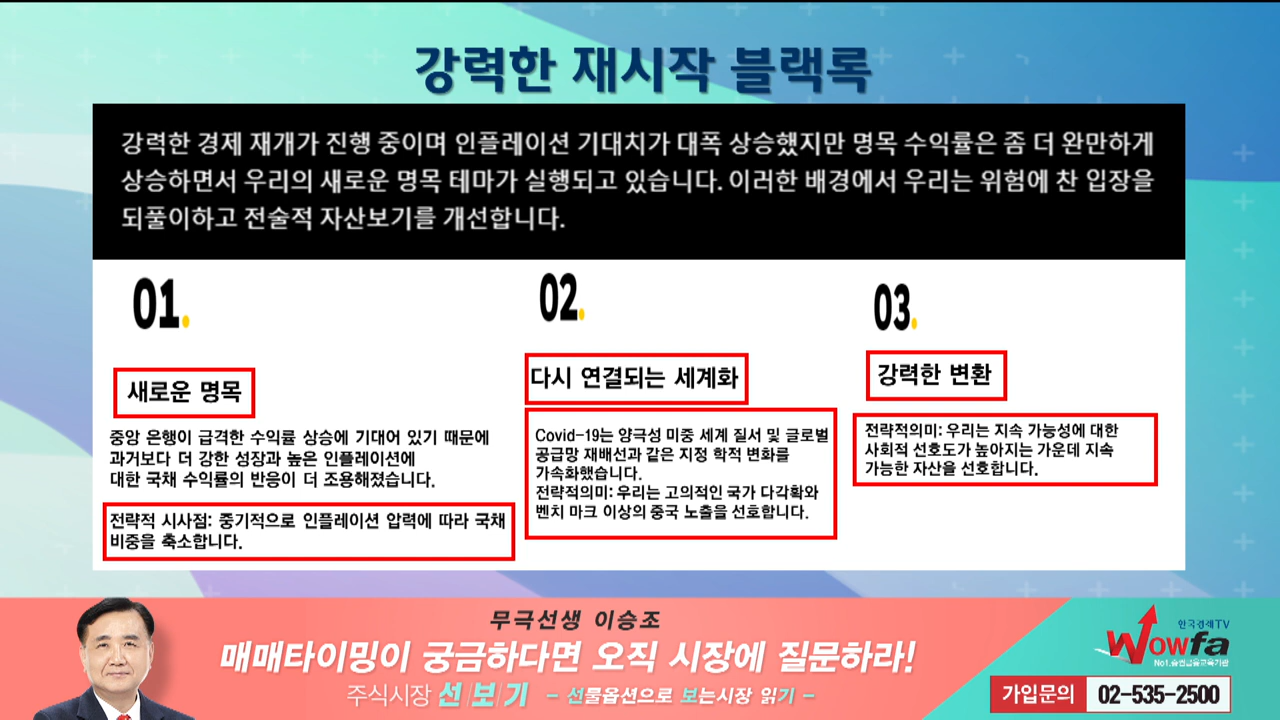 강력한 재시작 블랙록
강력한 경제 재개가 진행 중이며 인플레이션 기대치가 대폭 상승했지만 명목 수익률은 좀 더 완만하게
상승하면서 우리의 새로운 명목 테마가 실행되고 있습니다. 이러한 배경에서 우리는 위험에 찬 입장을
되풀이하고 전술적 자산보기를 개선합니다.
01.
새로운 명목
중앙 은행이 급격한 수익률 상승에 기대어 있기 때문에
과거보다 더 강한 성장과 높은 인플레이션에
대한 국채 수익률의 반응이 더 조용해졌습니다.
전략적 시사점: 중기적으로 인플레이션 압력에 따라 국채
비중을 축소합니다.
02.
다시 연결되는 세계화
Covid-19는 양극성 미중 세계 질서 및 글로벌
공급망 재배선과 같은 지정 학적 변화를
가속화했습니다.
전략적의미: 우리는 고의적인 국가 다각확와
벤치 마크 이상의 중국 노출을 선호합니다.
03.
강력한 변환
전략적의미: 우리는 지속 가능성에 대한
사회적 선호도가 높아지는 가운데 지속
가능한 자산을 선호합니다.
무극선생 이승조
매매타이밍이 궁금하다면 오직 시장에 질문하라!
주식시장 선/보/기 - 선물옵션으로 보는시장 읽기 -
한국경제TV
Wowfa
No1.증권금융교육기관
가입문의 02-535-2500